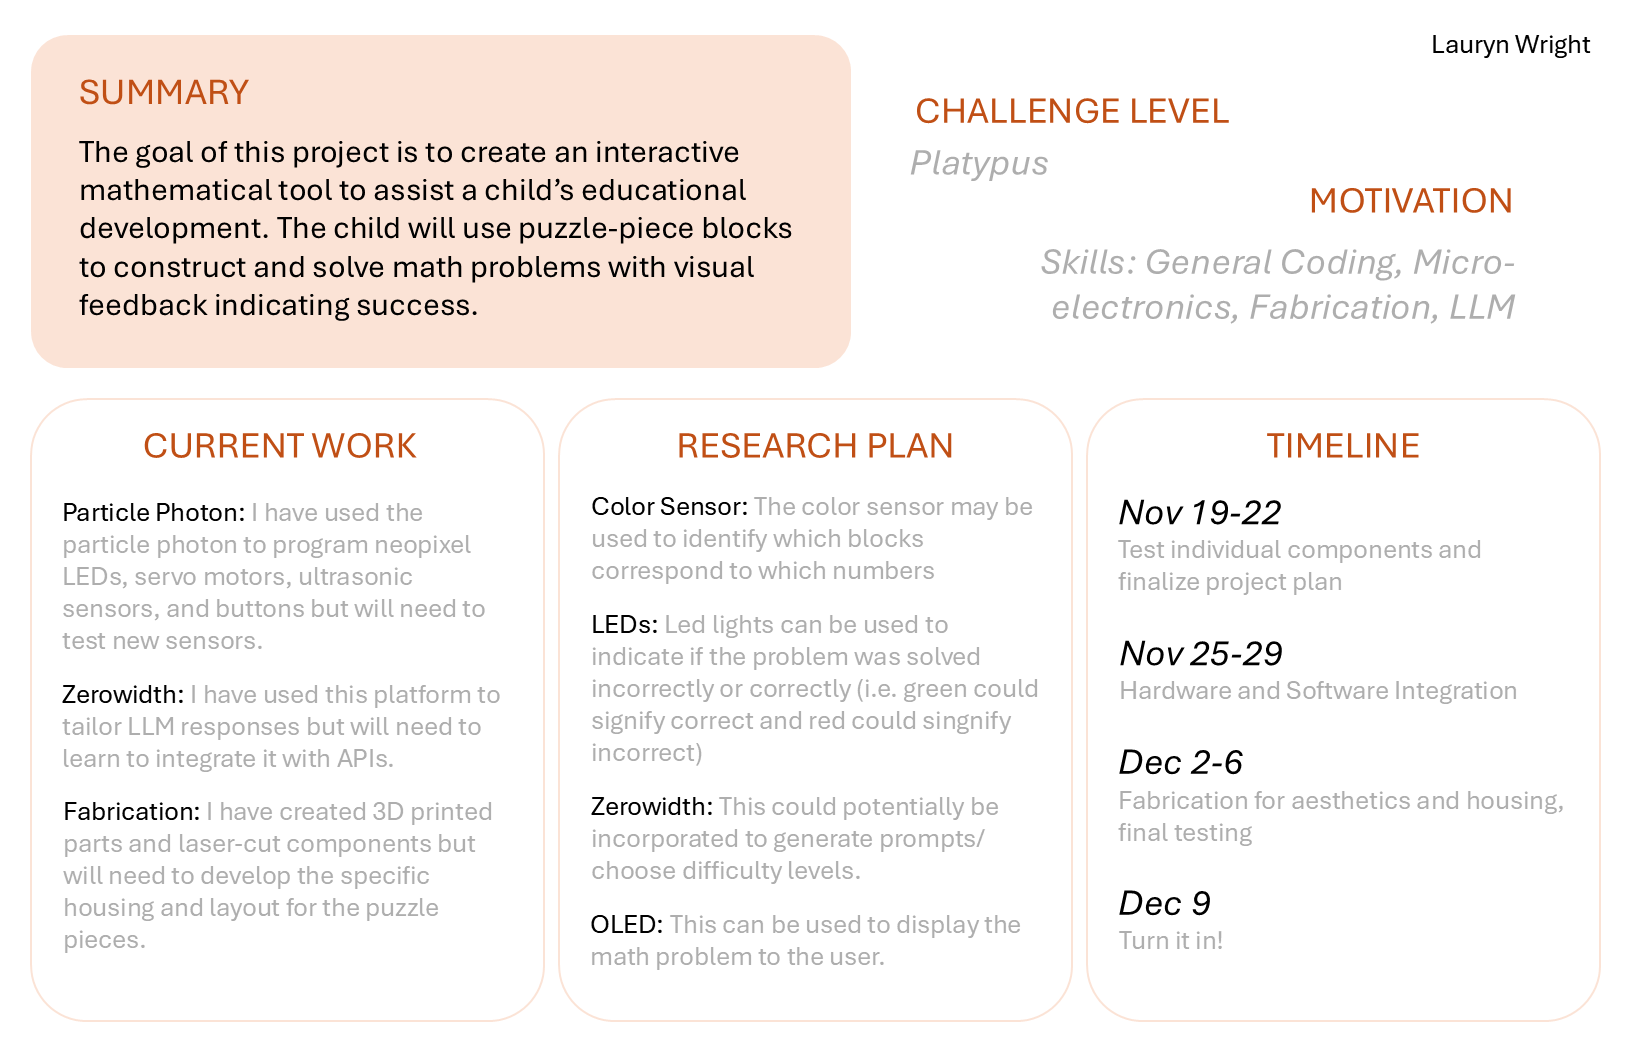 Lauryn Wright
SUMMARY
The goal of this project is to create an interactive
mathematical tool to assist a child’s educational
development. The child will use puzzle-piece blocks
to construct and solve math problems with visual
feedback indicating success.
CHALLENGE LEVEL
Platypus
MOTIVATION
Skills: General Coding, Micro-
electronics, Fabrication, LLM
CURRENT WORK
Particle Photon: I have used the
particle photon to program neopixel
LEDs, servo motors, ultrasonic
sensors, and buttons but will need to
test new sensors.
Zerowidth: I have used this platform to
tailor LLM responses but will need to
learn to integrate it with APIs.
Fabrication: I have created 3D printed
parts and laser-cut components but
will need to develop the specific
housing and layout for the puzzle
pieces.
RESEARCH PLAN
Color Sensor: The color sensor may be
used to identify which blocks
correspond to which numbers
LEDs: Led lights can be used to
indicate if the problem was solved
incorrectly or correctly (i.e. green could
signify correct and red could singnify
incorrect)
Zerowidth: This could potentially be
incorporated to generate prompts/
choose difficulty levels.
OLED: This can be used to display the
math problem to the user.
TIMELINE
Nov 19-22
Test individual components and
finalize project plan
Nov 25-29
Hardware and Software Integration
Dec 2-6
Fabrication for aesthetics and housing,
final testing
Dec 9
Turn it in!